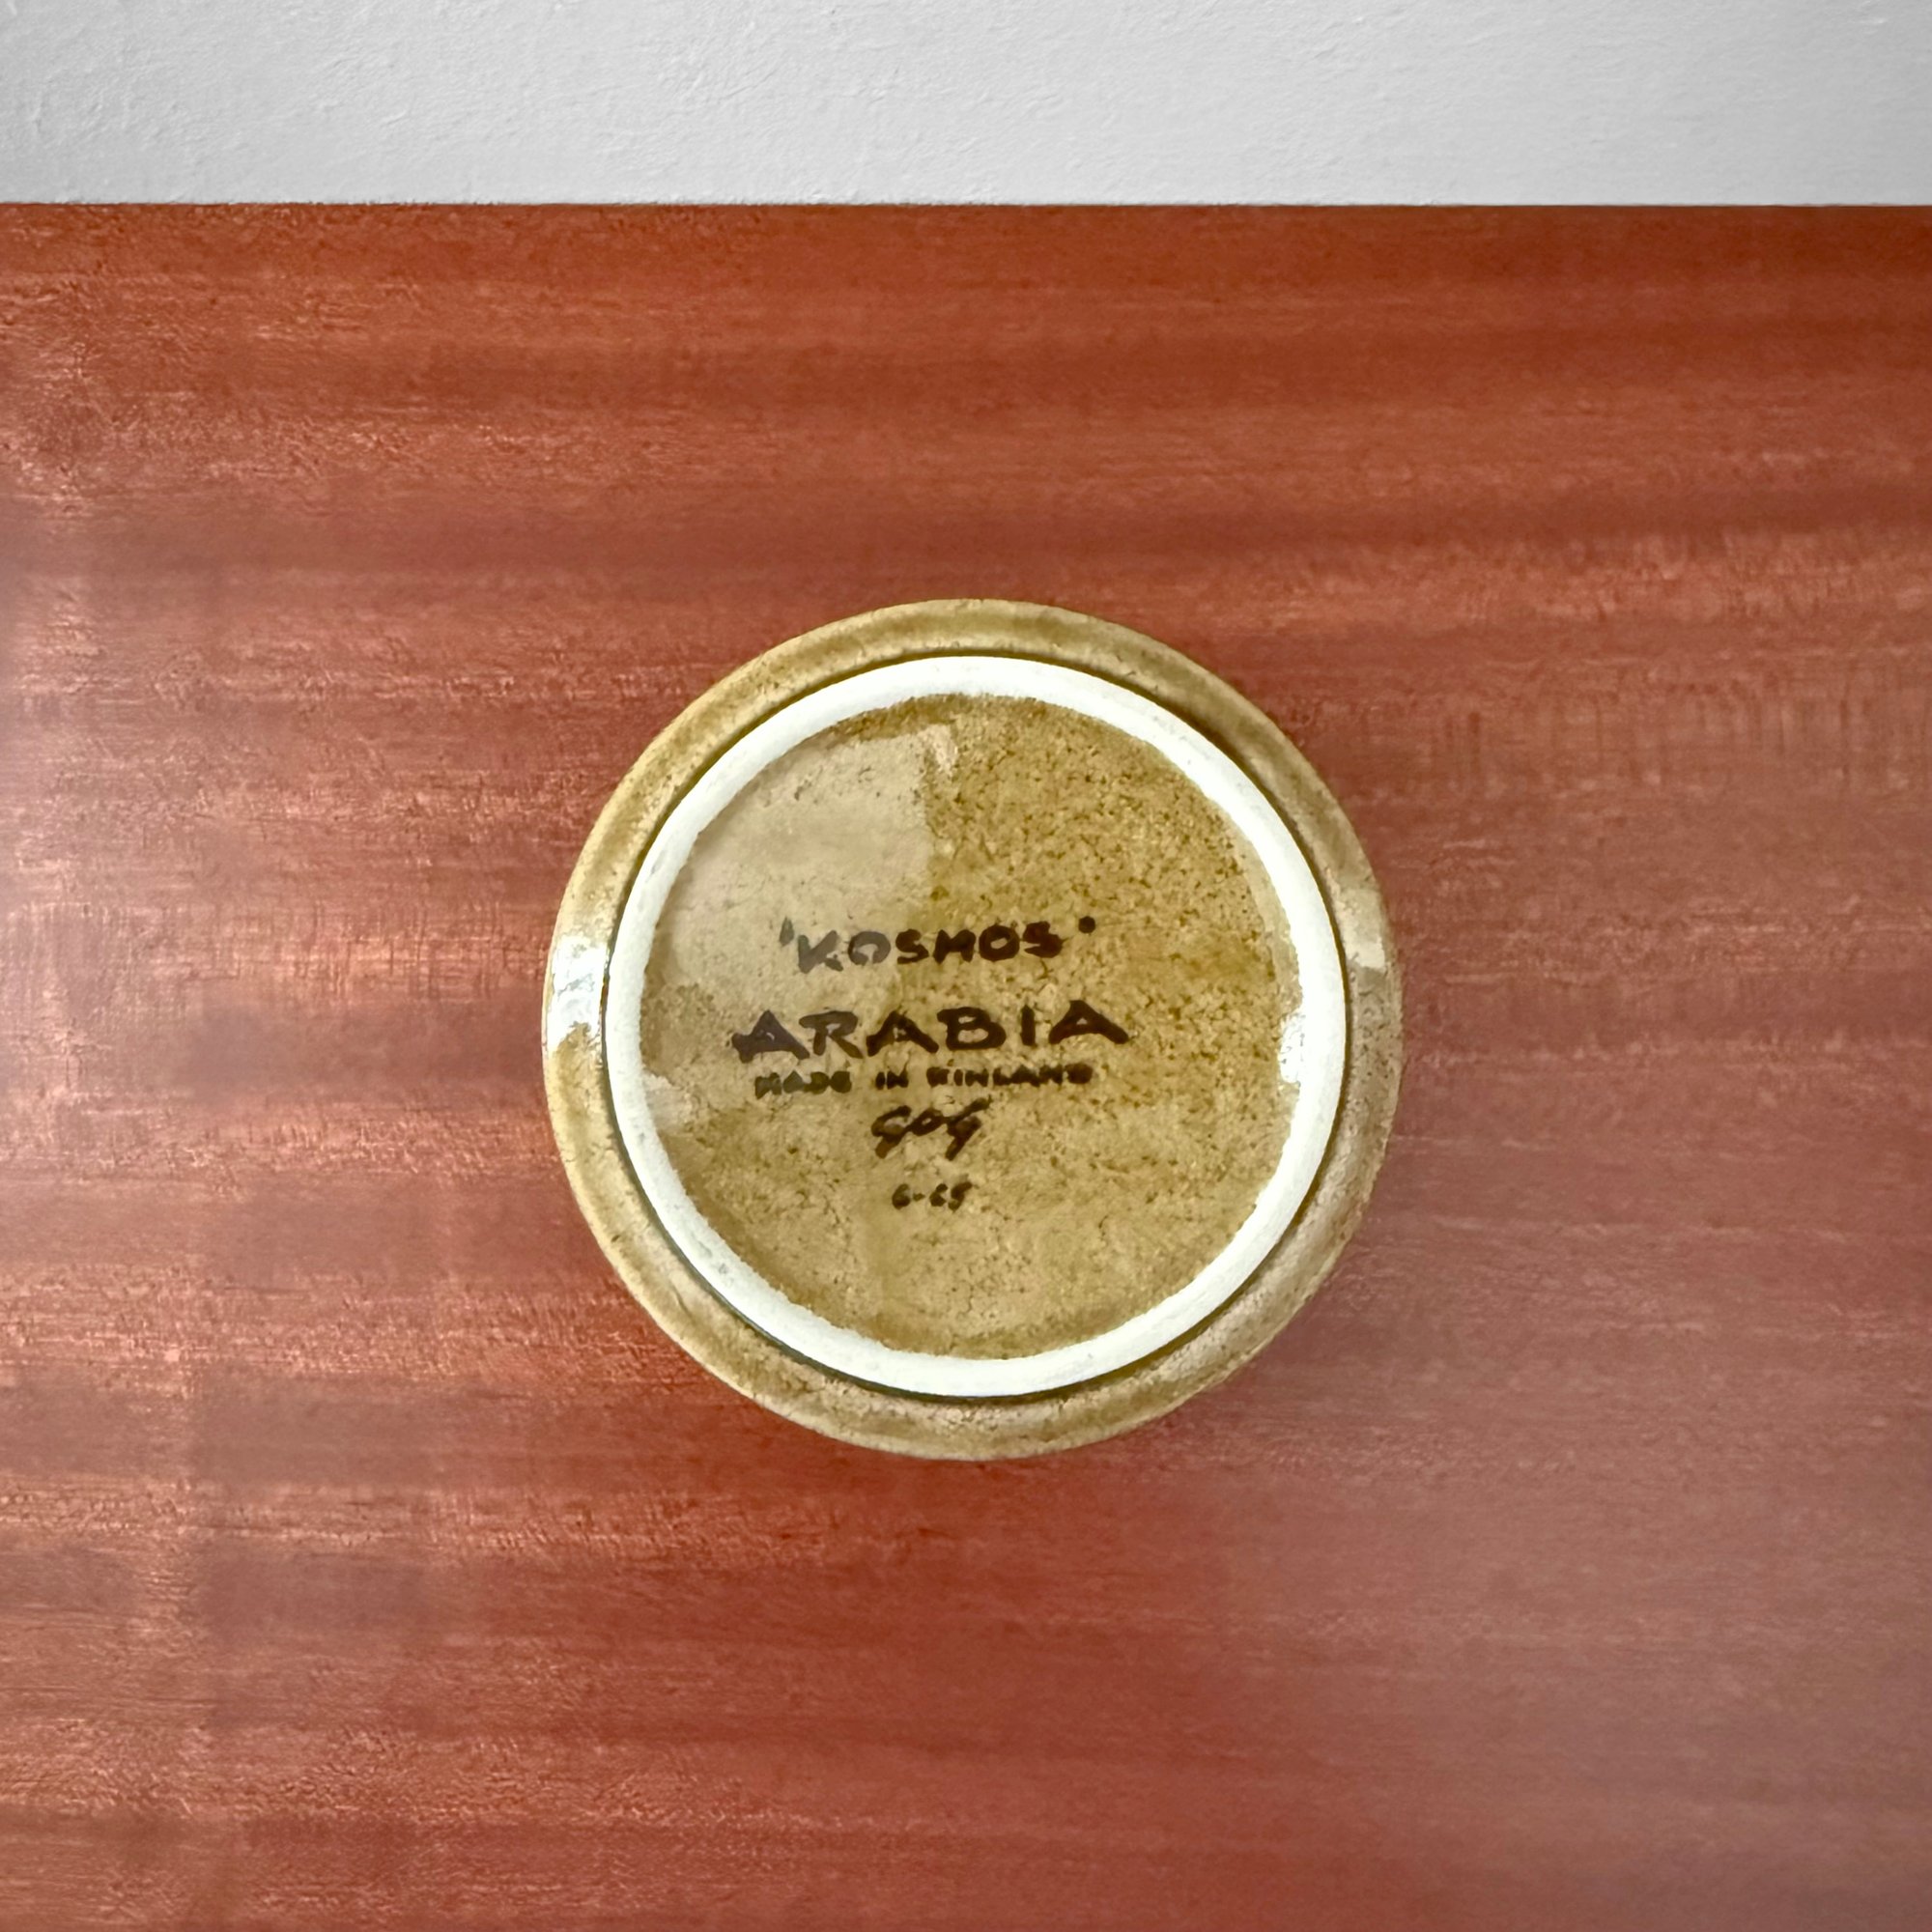 'KOSMOS'
ARABIA
MADE IN FINLAND
GOG
6-65